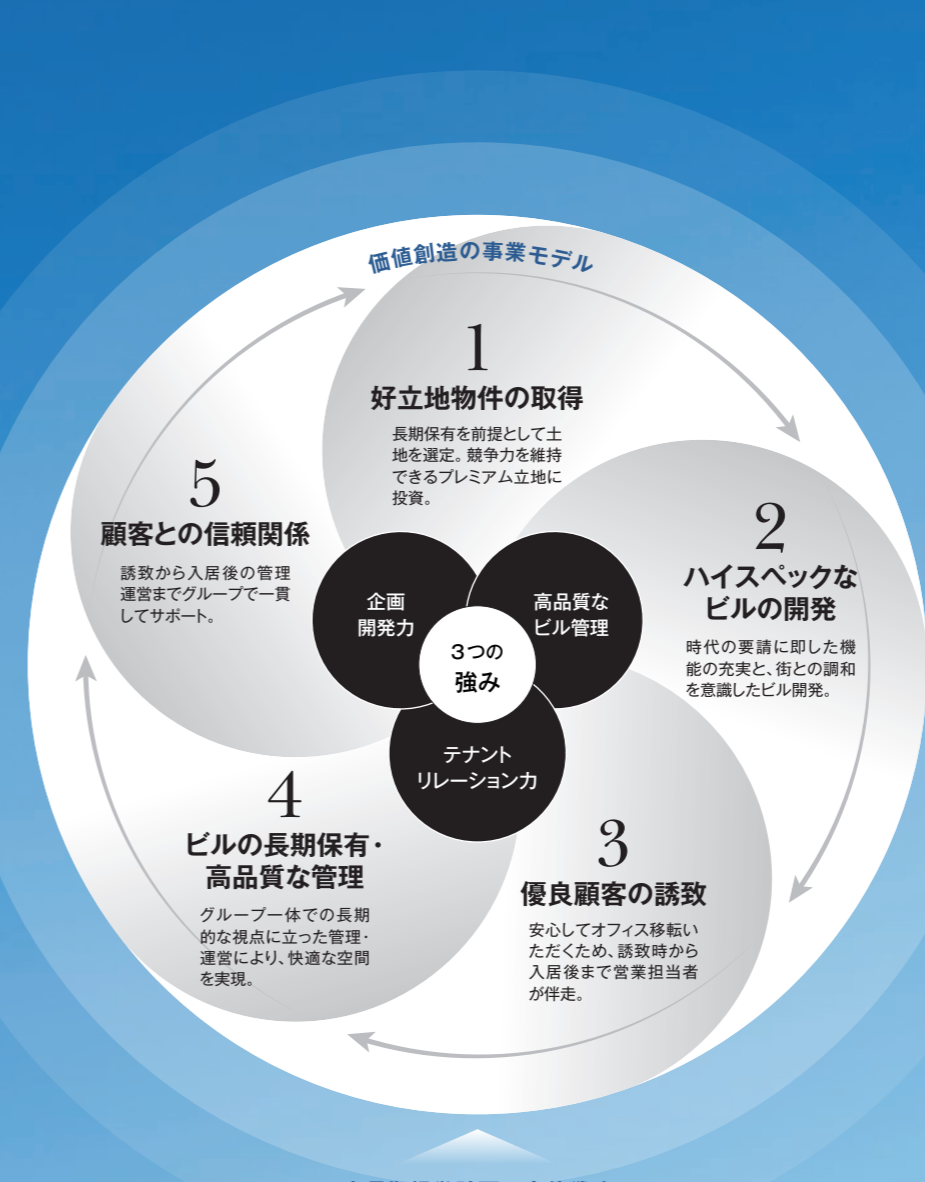 価値創造の事業モデル
1
好立地物件の取得
長期保有を前提として土
地を選定。競争力を維持
できるプレミアム立地に
投資。
2
ハイスペックな
ビルの開発
時代の要請に即した機
能の充実と、街との調和
を意識したビル開発。
3
優良顧客の誘致
安心してオフィス移転い
ただくため、誘致時から
入居後まで営業担当者
が伴走。
4
ビルの長期保有・
高品質な管理
グループ一体での長期
的な視点に立った管理・
運営により、快適な空間
を実現。
5
顧客との信頼関係
誘致から入居後の管理
運営までグループで一貫
してサポート。
企画
開発力
高品質な
ビル管理
3つの
強み
テナント
リレーション力